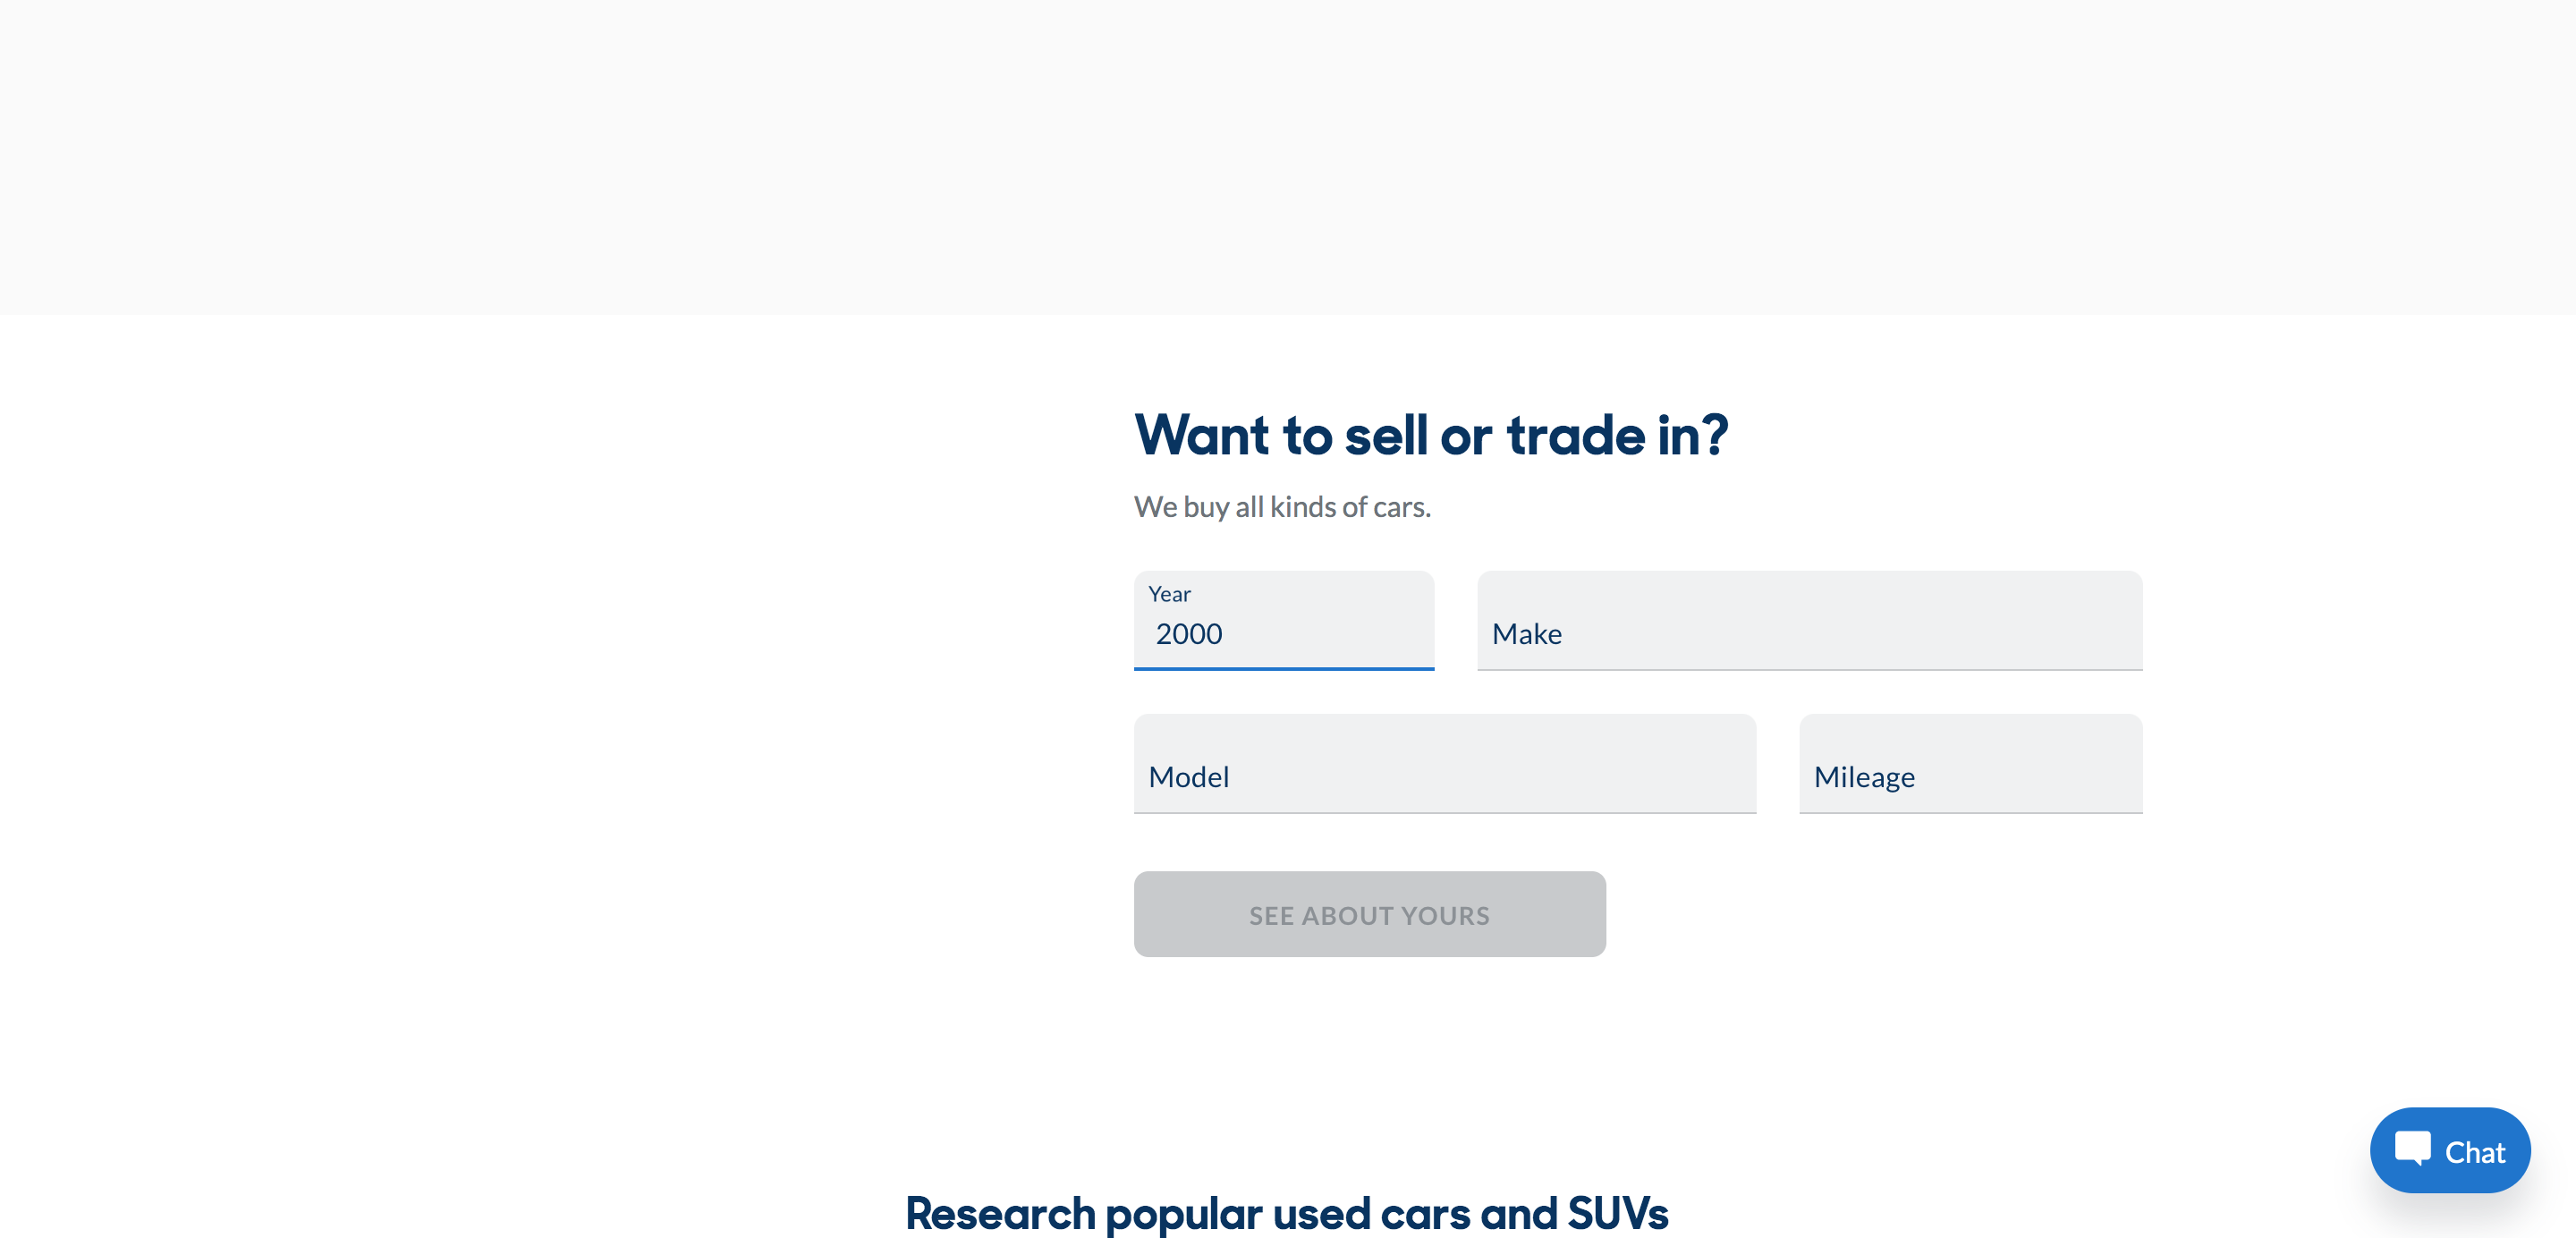 Want to sell or trade in?
We buy all kinds of cars.
Year
2000
Make
Model
Mileage
SEE ABOUT YOURS
Chat
Research popular used cars and SUVs